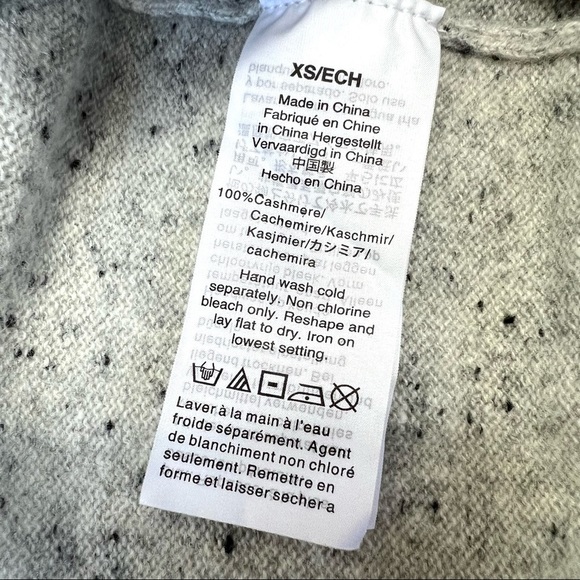 XS/ECH
Made in China
Fabriqué en Chine
in China Hergestellt
Vervaardigd in China
中国製
Hecho en China
100%Cashmere/
Cachemire/Kaschmir/
Kasjmier/カシミア/
cachemira
Hand wash cold
separately. Non chlorine
bleach only. Reshape and
lay flat to dry. Iron on
lowest setting.
Laver à la main à l'eau
froide séparément. Agent
de blanchiment non chloré
seulement. Remettre en
forme et laisser secher a